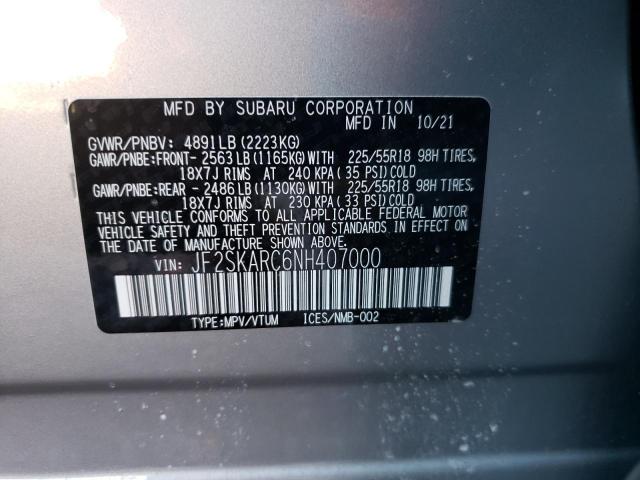 MFD BY SUBARU CORPORATION
MFD IN 10/21
GVWR/PNBV: 4891LB (2223KG)
GAWR/PNBE:FRONT- 2563LB(1165KG)WITH 225/55R18 98H TIRES,
18X7J RIMS AT 240 KPA (35 PSI) COLD
GAWR/PNBE:REAR - 2486LB(1130KG)WITH 225/55R18 98H TIRES,
18X7J RIMS AT 230 KPA (33 PSI) COLD
THIS VEHICLE CONFORMS TO ALL APPLICABLE FEDERAL MOTOR
VEHICLE SAFETY AND THEFT PREVENTION STANDARDS IN EFFECT
ON THE DATE OF MANUFACTURE SHOWN ABOVE.
VIN: JF2SKARC6NH407000
TYPE:MPV/VTUM ICES/NMB-002